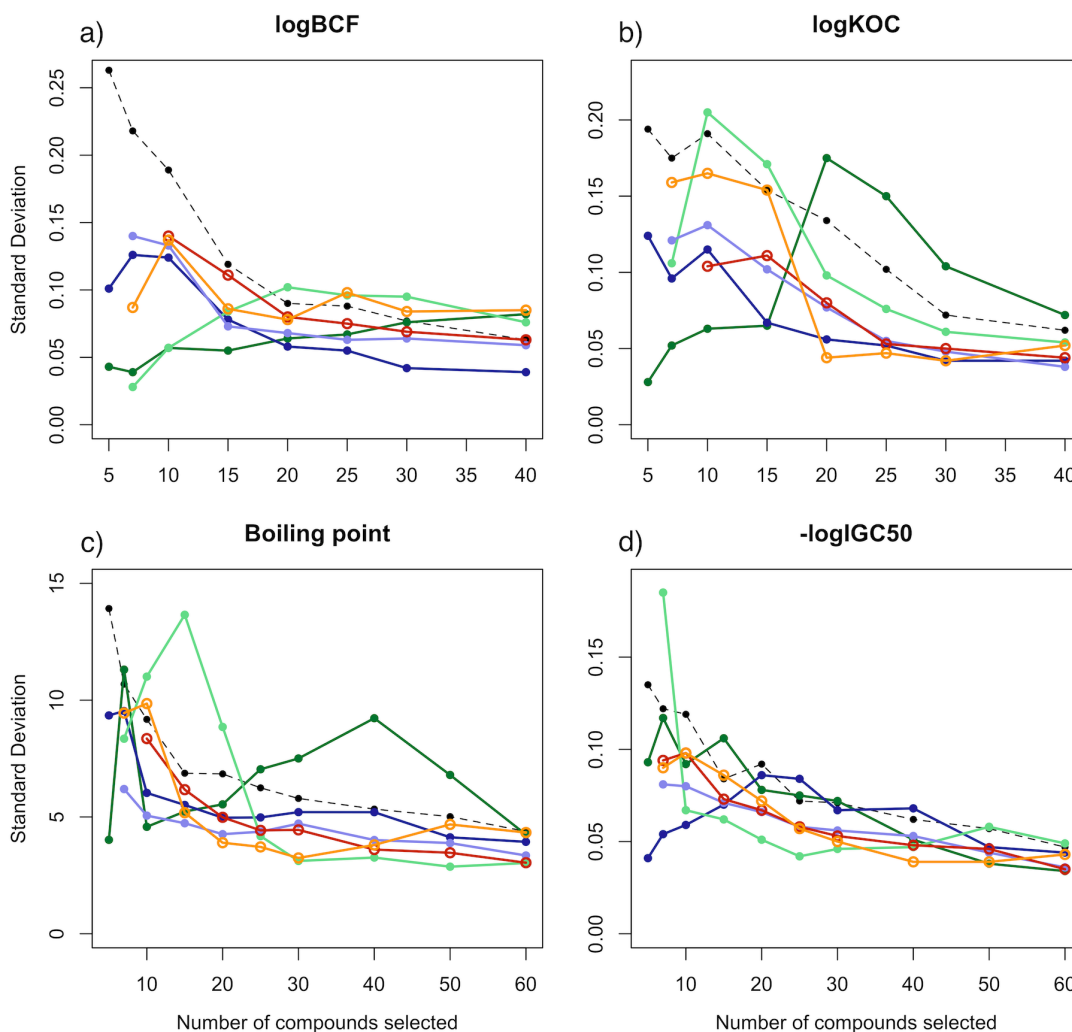 a) logBCF
b) logKOC
Standard Deviation
0.00 0.05 0.10 0.15 0.20 0.25
5 10 15 20 25 30 35 40
0.00 0.05 0.10 0.15 0.20
5 10 15 20 25 30 35 40
c) Boiling point
d) -logIGC50
Standard Deviation
0 5 10 15
10 20 30 40 50 60
Number of compounds selected
0.00 0.05 0.10 0.15
10 20 30 40 50 60
Number of compounds selected